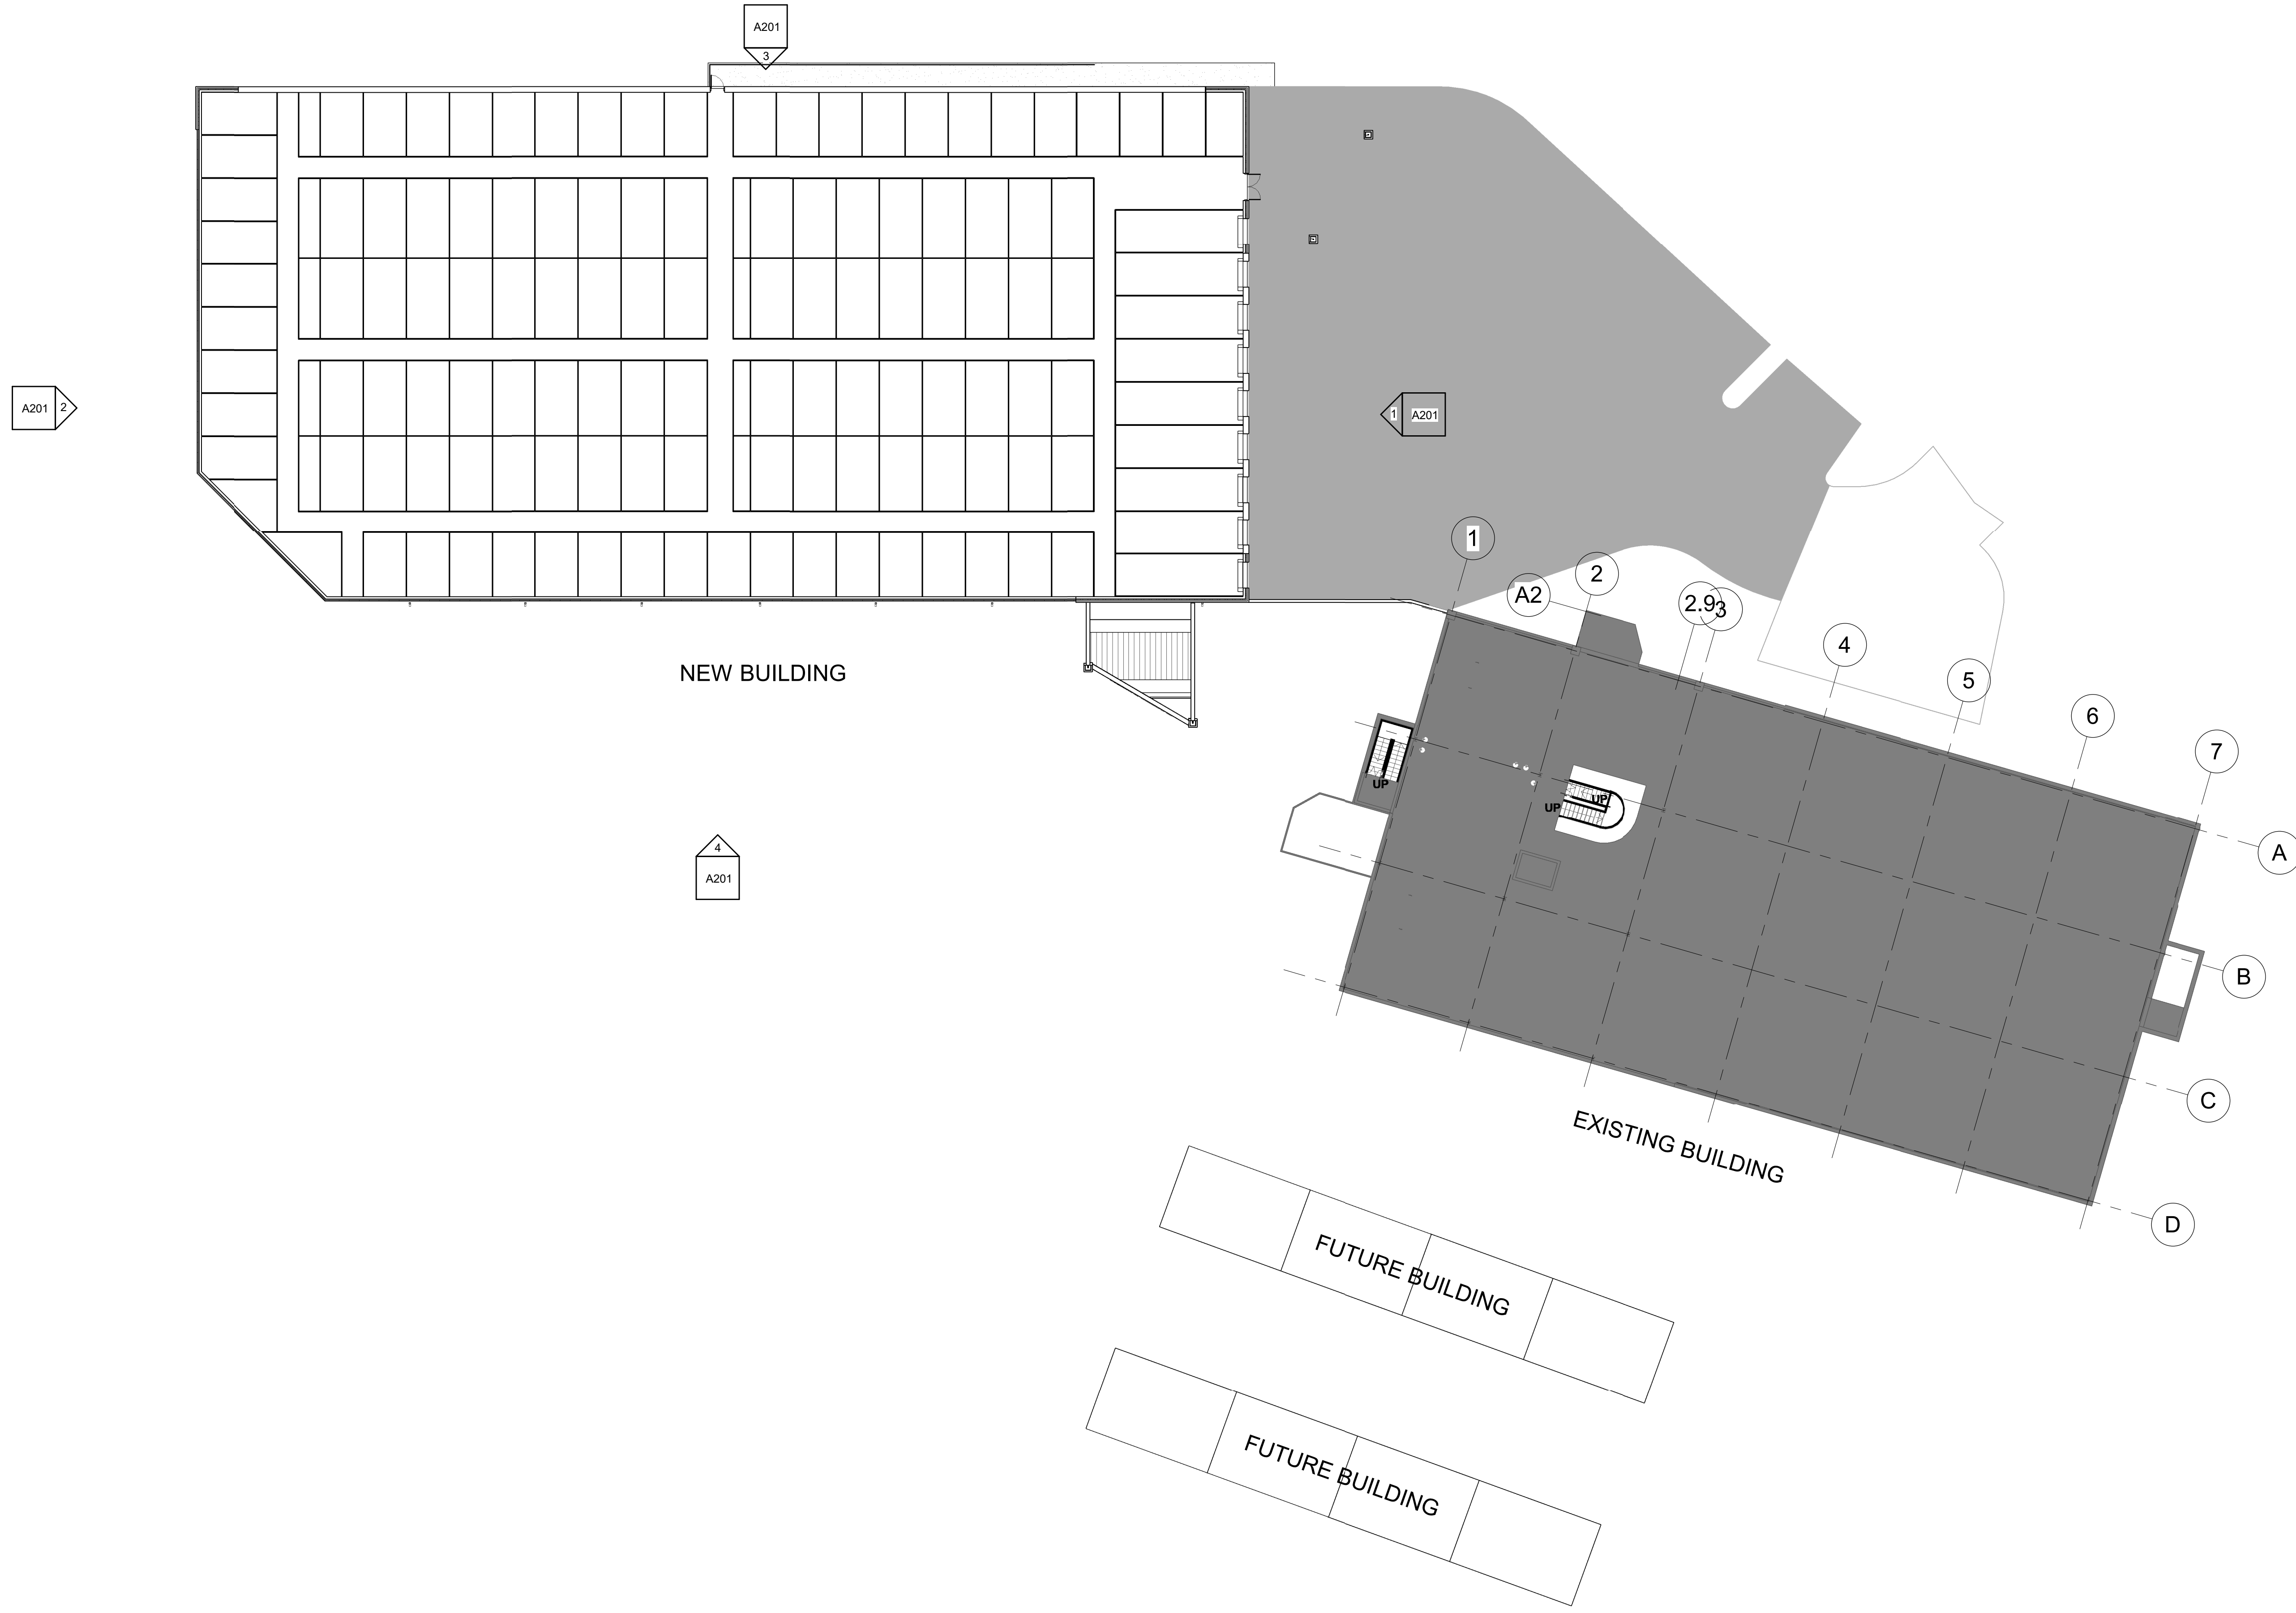 A201
3
A201
2
1
A201
1
2
A2
2.9
3
4
5
6
7
NEW BUILDING
UP
UP
UP
4
A201
A
B
C
D
EXISTING BUILDING
FUTURE BUILDING
FUTURE BUILDING